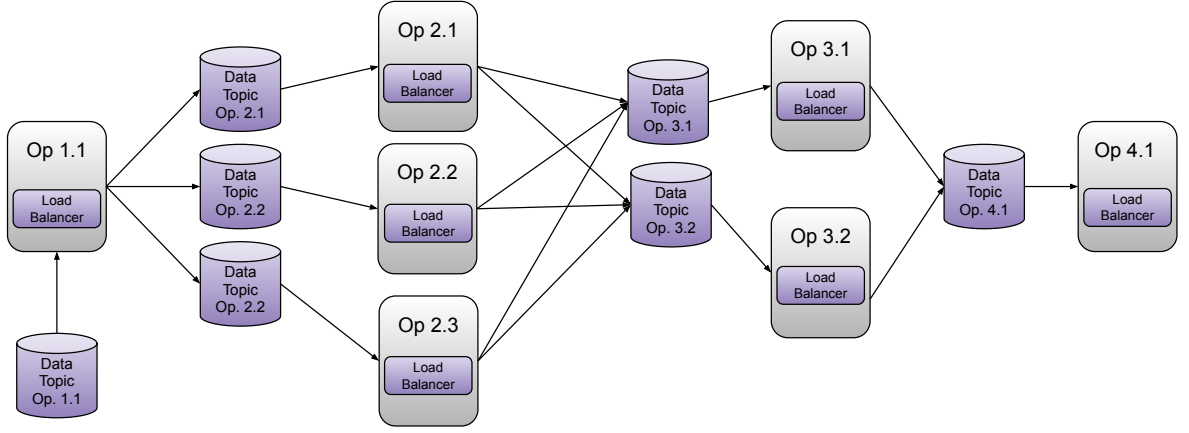 Op 1.1
Load
Balancer
Data
Topic
Op. 1.1
Data
Topic
Op. 2.1
Data
Topic
Op. 2.2
Data
Topic
Op. 2.2
Op 2.1
Load
Balancer
Op 2.2
Load
Balancer
Op 2.3
Load
Balancer
Data
Topic
Op. 3.1
Data
Topic
Op. 3.2
Op 3.1
Load
Balancer
Op 3.2
Load
Balancer
Data
Topic
Op. 4.1
Op 4.1
Load
Balancer